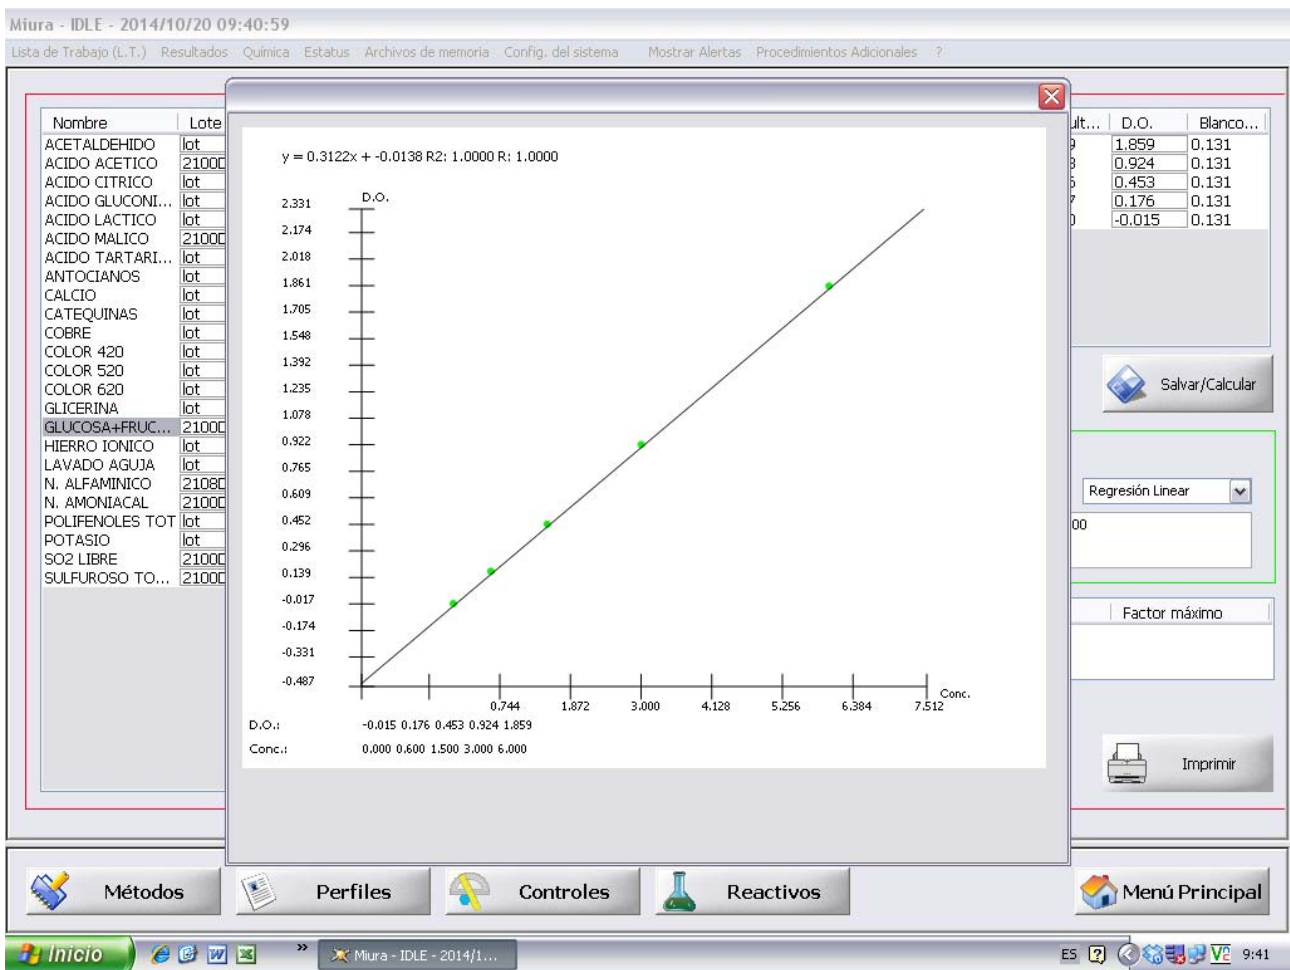 Miura - IDLE - 2014/10/20 09:40:59
Lista de Trabajo (L.T.) Resultados Química Estatus Archivos de memoria Config. del sistema Mostrar Alertas Procedimientos Adicionales ?
Nombre Lote
ACETALDEHIDO lot
ACIDO ACETICO 2100
ACIDO CITRICO lot
ACIDO GLUCONI... lot
ACIDO LACTICO lot
ACIDO MALICO 2100
ACIDO TARTARI... lot
ANTOCIANOS lot
CALCIO lot
CATEQUINAS lot
COBRE lot
COLOR 420 lot
COLOR 520 lot
COLOR 620 lot
GLICERINA lot
GLUCOSA+FRUC... 2100
HIERRO IONICO lot
LAVADO AGUJA lot
N. ALFAMINICO 2108
N. AMONIACAL 2100
POLIFENOLES TOT lot
POTASIO lot
SO2 LIBRE 2100
SULFUROSO TO... 2100
y = 0.3122x + -0.0138 R2: 1.0000 R: 1.0000
D.O.
2.331
2.174
2.018
1.861
1.705
1.548
1.392
1.235
1.078
0.922
0.765
0.609
0.452
0.296
0.139
-0.017
-0.174
-0.331
-0.487
0.744 1.872 3.000 4.128 5.256 6.384 7.512
Conc.
D.O.: -0.015 0.176 0.453 0.924 1.859
Conc.: 0.000 0.600 1.500 3.000 6.000
ult... D.O. Blanco...
1.859 0.131
0.924 0.131
0.453 0.131
0.176 0.131
-0.015 0.131
Salvar/Calcular
Regresión Linear
00
Factor máximo
Imprimir
Métodos Perfiles Controles Reactivos Menú Principal
Inicio » Miura - IDLE - 2014/1... ES 9:41